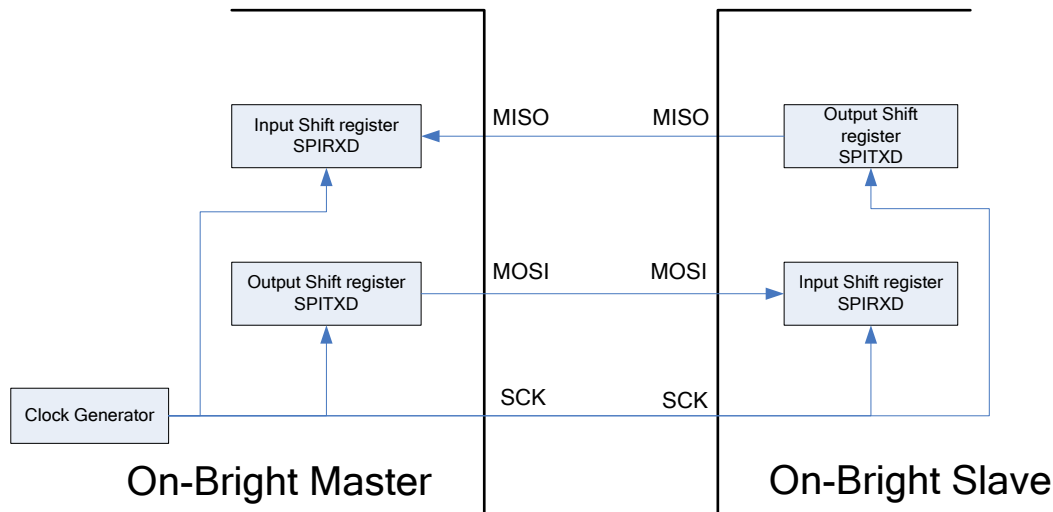 MISO
MISO
Input Shift register
SPIRXD
Output Shift
register
SPITXD
MOSI
MOSI
Output Shift register
SPITXD
Input Shift register
SPIRXD
SCK
SCK
Clock Generator
On-Bright Master
On-Bright Slave